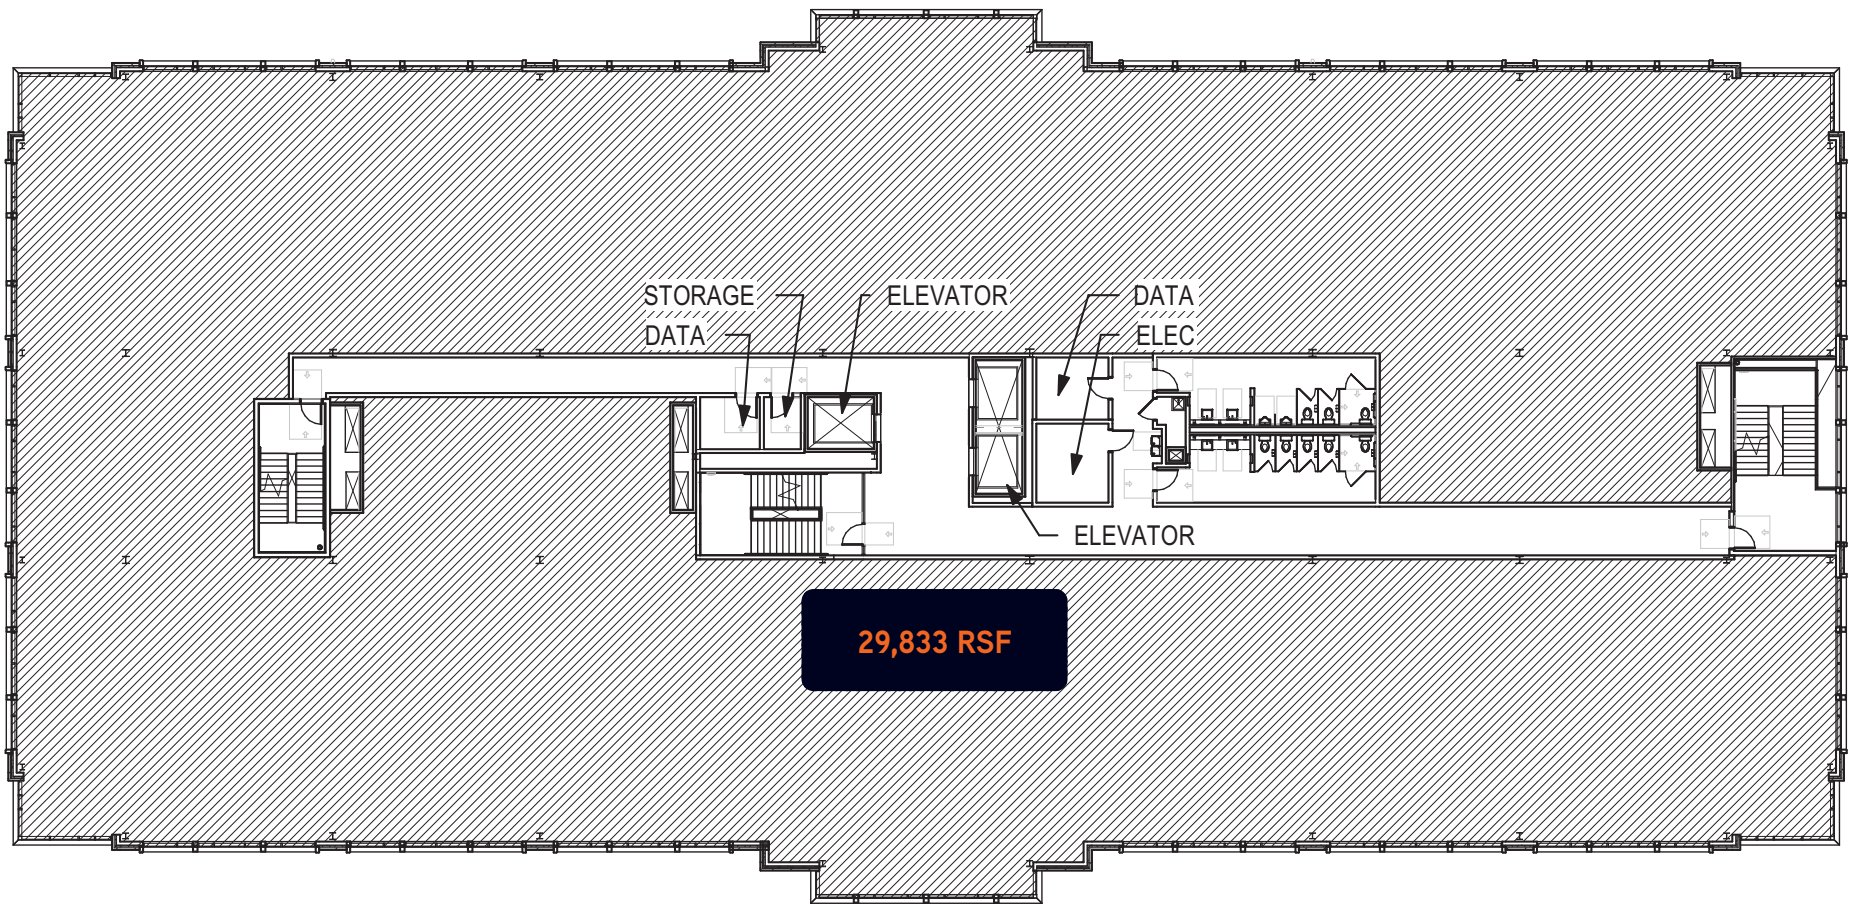 STORAGE
ELEVATOR
DATA
DATA
ELEC
ELEVATOR
29,833 RSF